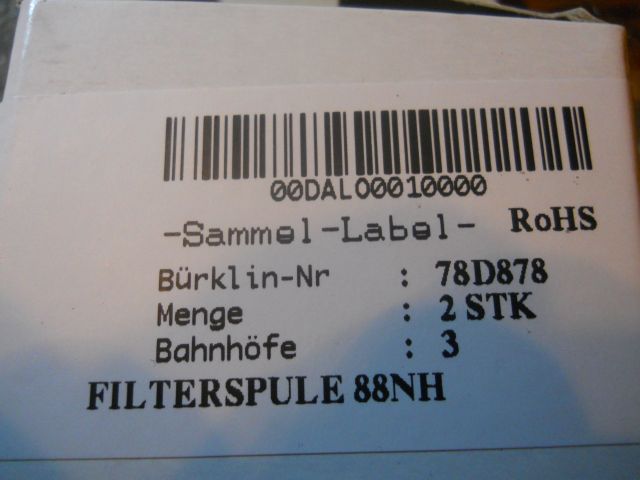 00DAL00010000
-Sammel-Label- RoHS
Bürklin-Nr : 78D878
Menge : 2 STK
Bahnhöfe : 3
FILTERSPULE 88NH